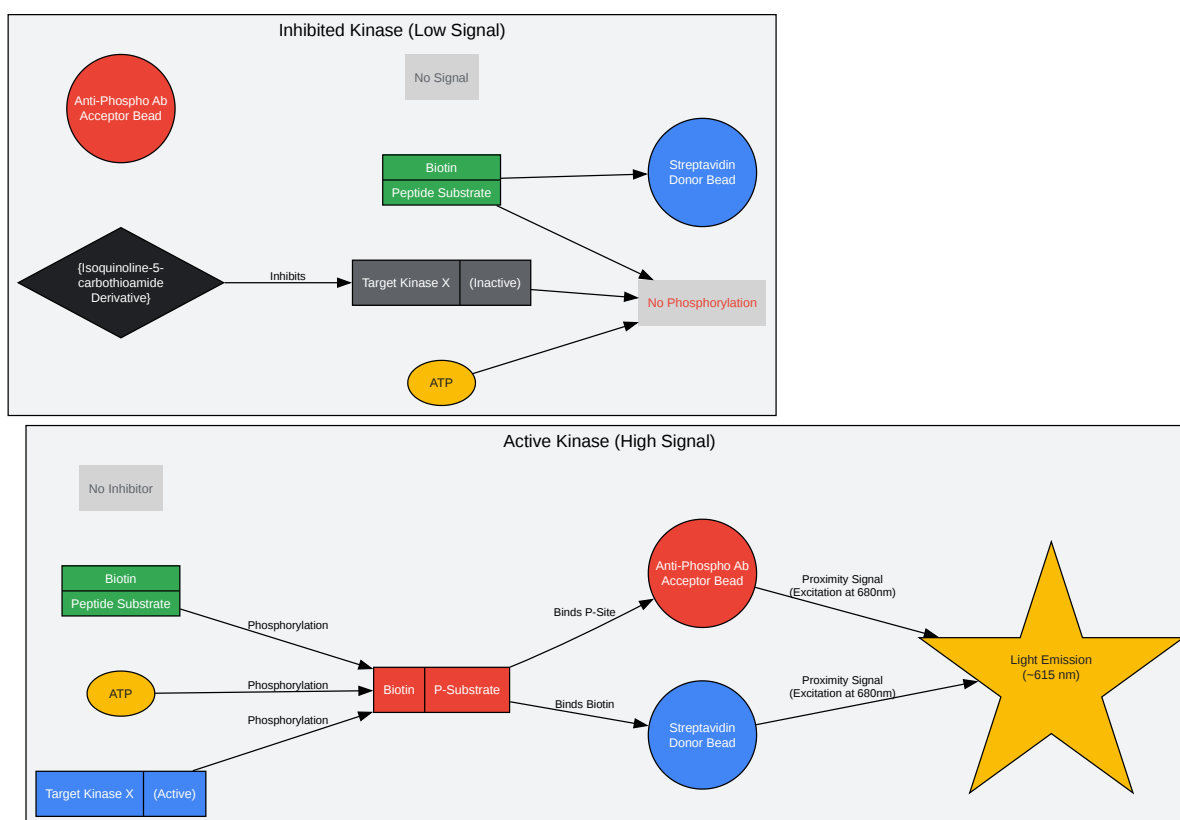 Inhibited Kinase (Low Signal)
Anti-Phospho Ab
Acceptor Bead
No Signal
Biotin
Peptide Substrate
Streptavidin
Donor Bead
{Isoquinoline-5-
carbothioamide
Derivative}
Inhibits
Target Kinase X
(Inactive)
No Phosphorylation
ATP
Active Kinase (High Signal)
No Inhibitor
Biotin
Peptide Substrate
Phosphorylation
ATP
Phosphorylation
Target Kinase X
(Active)
Phosphorylation
Biotin
P-Substrate
Binds P-Site
Binds Biotin
Anti-Phospho Ab
Acceptor Bead
Streptavidin
Donor Bead
Proximity Signal
(Excitation at 680nm)
Proximity Signal
(Excitation at 680nm)
Light Emission
(~615 nm)